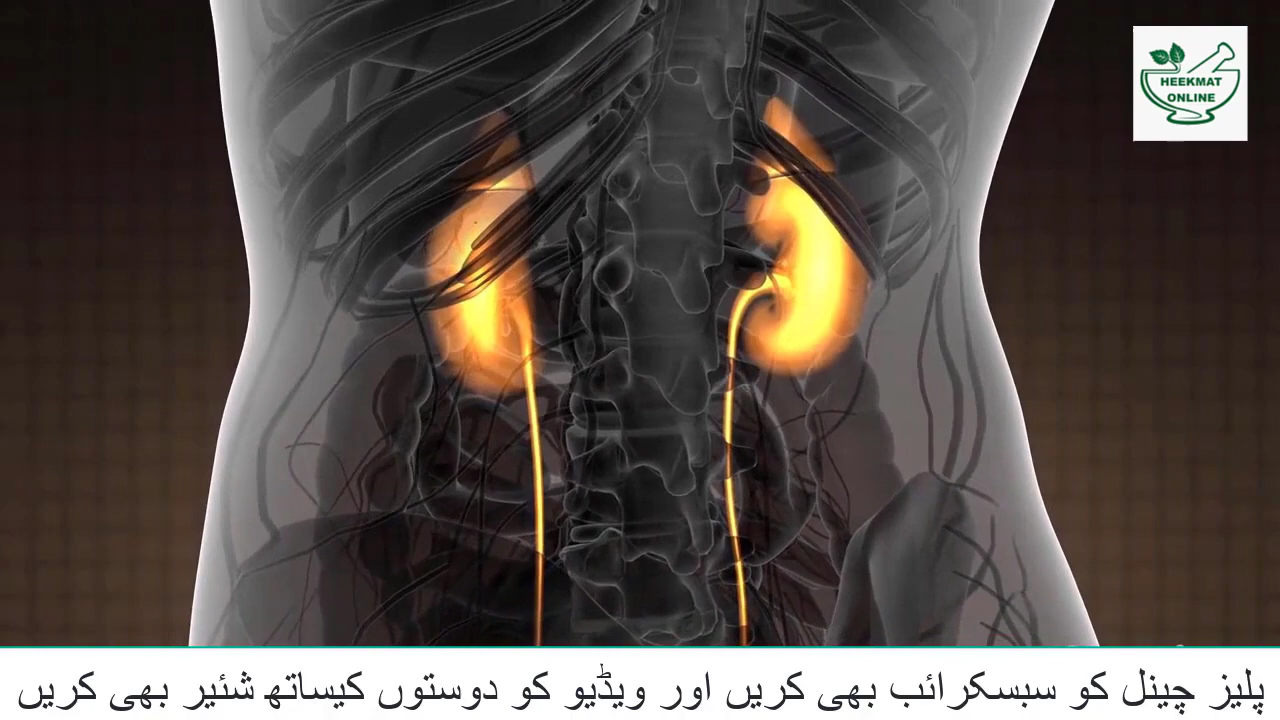 HEEKMAT
ONLINE
پلیز چینل کو سبسکرائب بھی کریں اور ویڈیو کو دوستوں کیساتھ شئیر بھی کریں